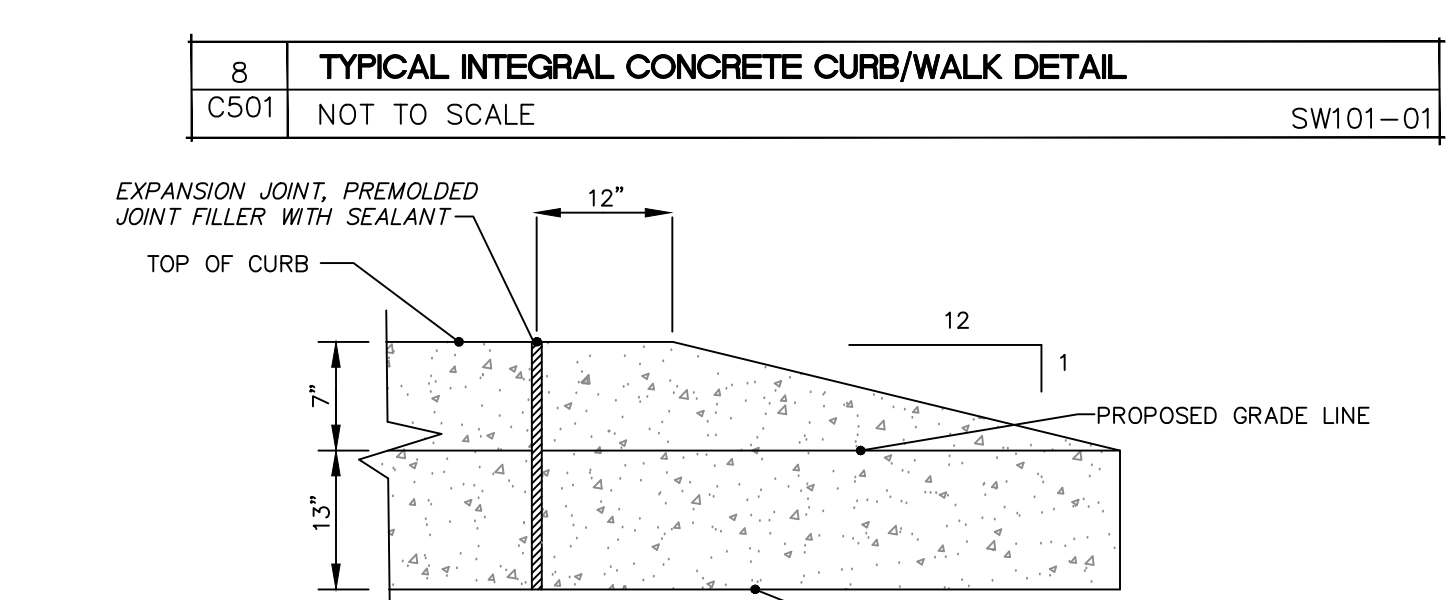 8
TYPICAL INTEGRAL CONCRETE CURB/WALK DETAIL
C501
NOT TO SCALE
SW101-01
EXPANSION JOINT, PREMOLDED
JOINT FILLER WITH SEALANT
12"
TOP OF CURB
12
1
7"
PROPOSED GRADE LINE
13"